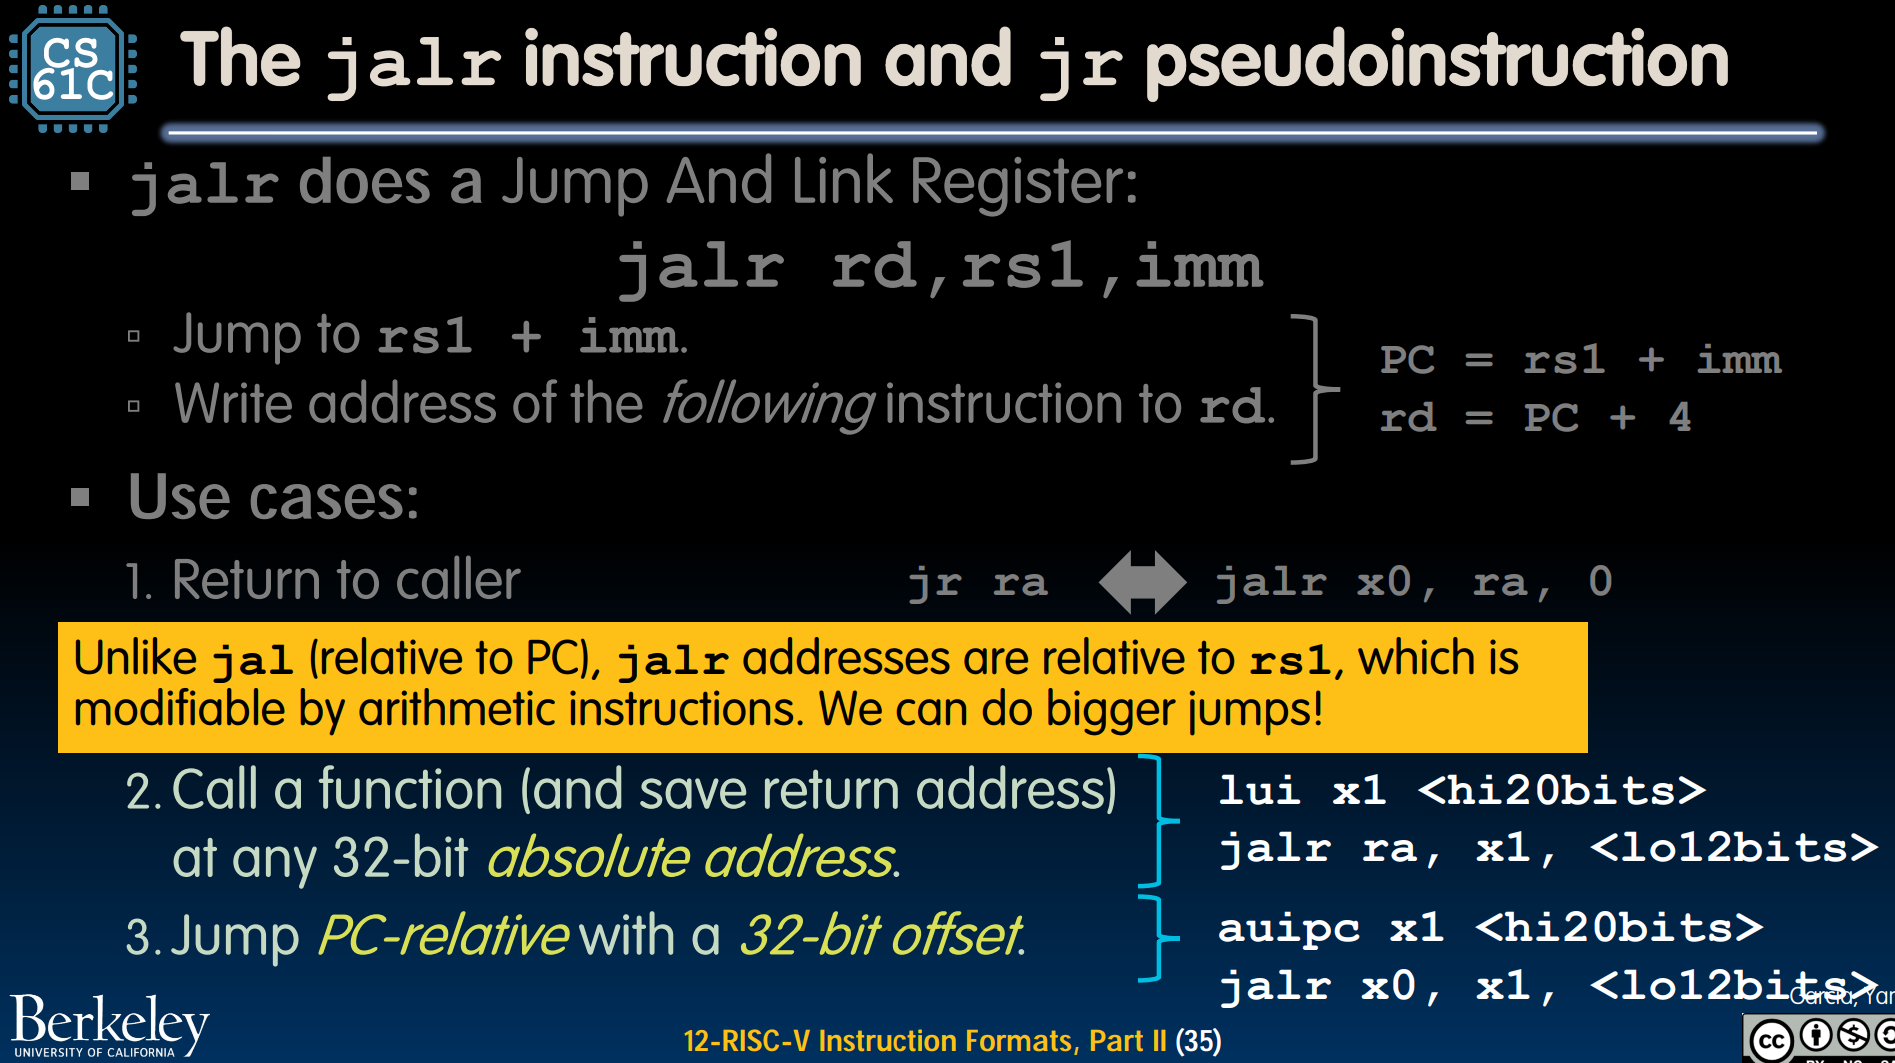 CS
61C
The jalr instruction and jr pseudoinstruction
▪ jalr does a Jump And Link Register:
jalr rd,rs1,imm
▫ Jump to rs1 + imm.
▫ Write address of the following instruction to rd.
PC = rs1 + imm
rd = PC + 4
▪ Use cases:
1. Return to caller
jr ra
jalr x0, ra, 0
Unlike jal (relative to PC), jalr addresses are relative to rs1, which is
modifiable by arithmetic instructions. We can do bigger jumps!
2. Call a function (and save return address)
at any 32-bit absolute address.
lui x1 <hi20bits>
jalr ra, x1, <lo12bits>
3. Jump PC-relative with a 32-bit offset.
auipc x1 <hi20bits>
jalr x0, x1, <lo12bits>
Berkeley
UNIVERSITY OF CALIFORNIA
12-RISC-V Instruction Formats, Part II (35)
Garcia,
cc